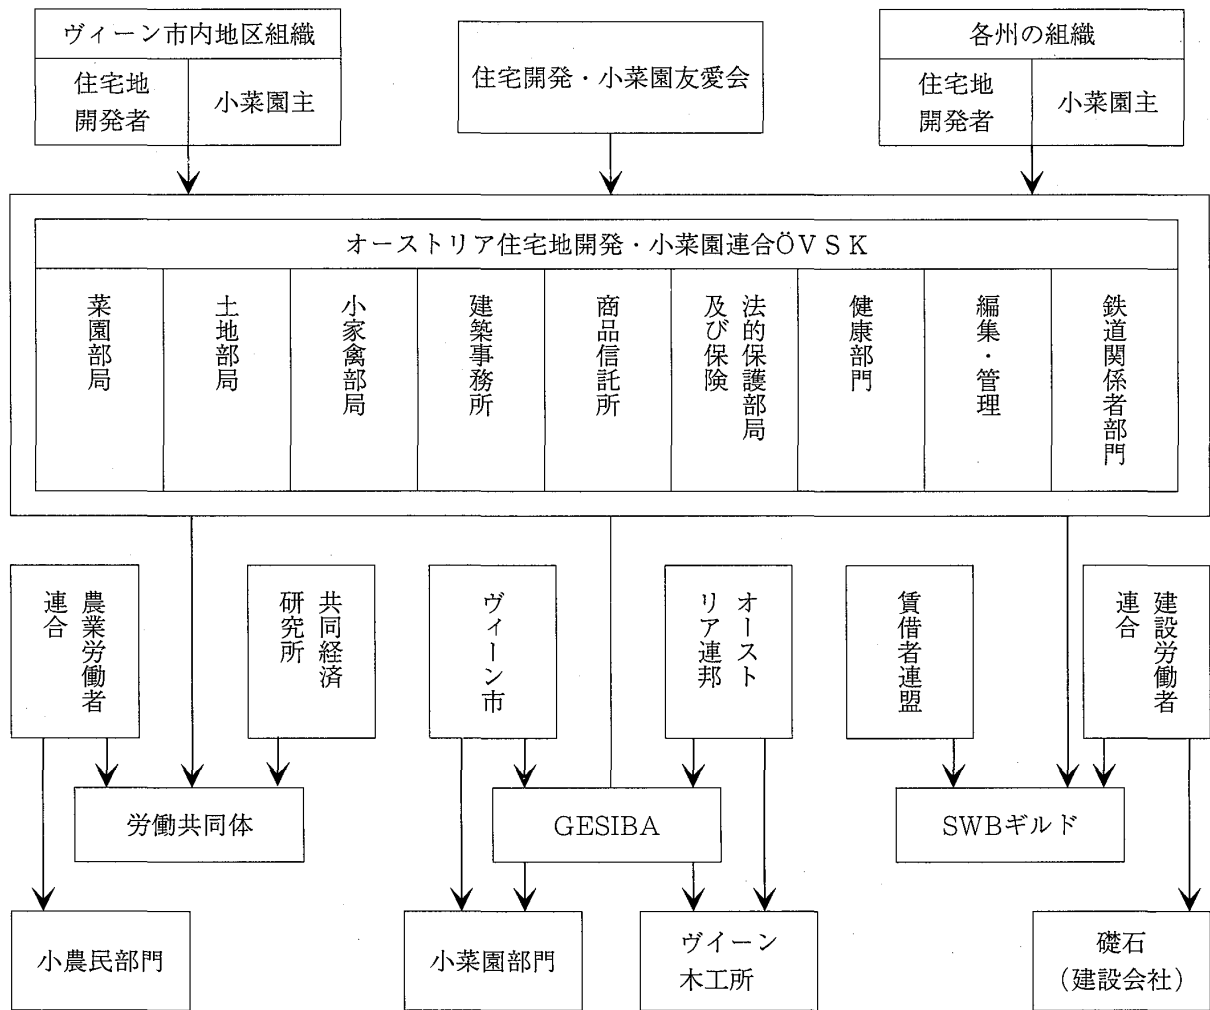 ヴィーン市内地区組織
住宅地
開発者
小菜園主
住宅開発・小菜園友愛会
各州の組織
住宅地
開発者
小菜園主
オーストリア住宅地開発・小菜園連合ÖVSK
菜園部局
土地部局
小家禽部局
建築事務所
商品信託所
法的保護部局
及び保険
健康部門
編集・管理
鉄道関係者部門
農業労働者
連合
共同経済
研究所
ヴィーン市
オースト
リア連邦
賃借者連盟
建設労働者
連合
労働共同体
GESIBA
SWBギルド
小農民部門
小菜園部門
ヴイーン
木工所
礎石
(建設会社)